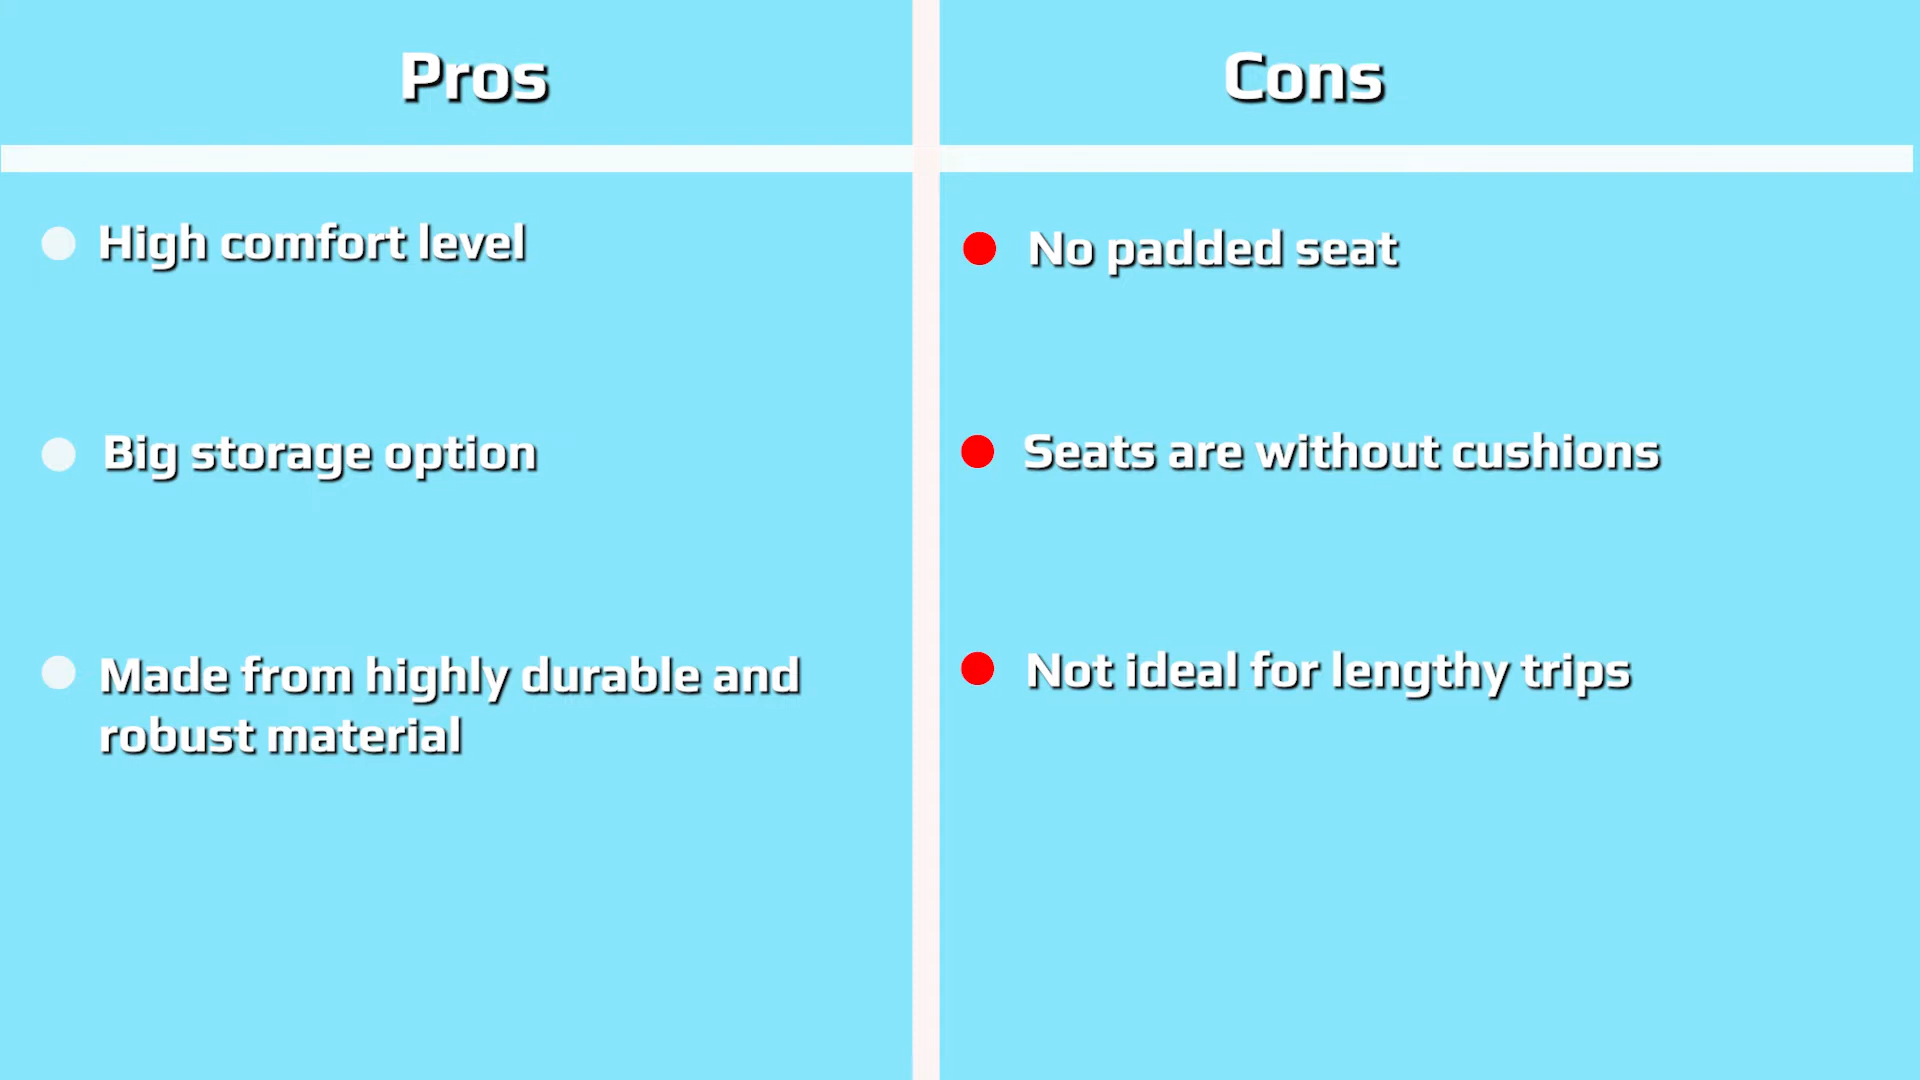 Pros
Cons
High comfort level
Big storage option
Made from highly durable and
robust material
No padded seat
Seats are without cushions
Not ideal for lengthy trips